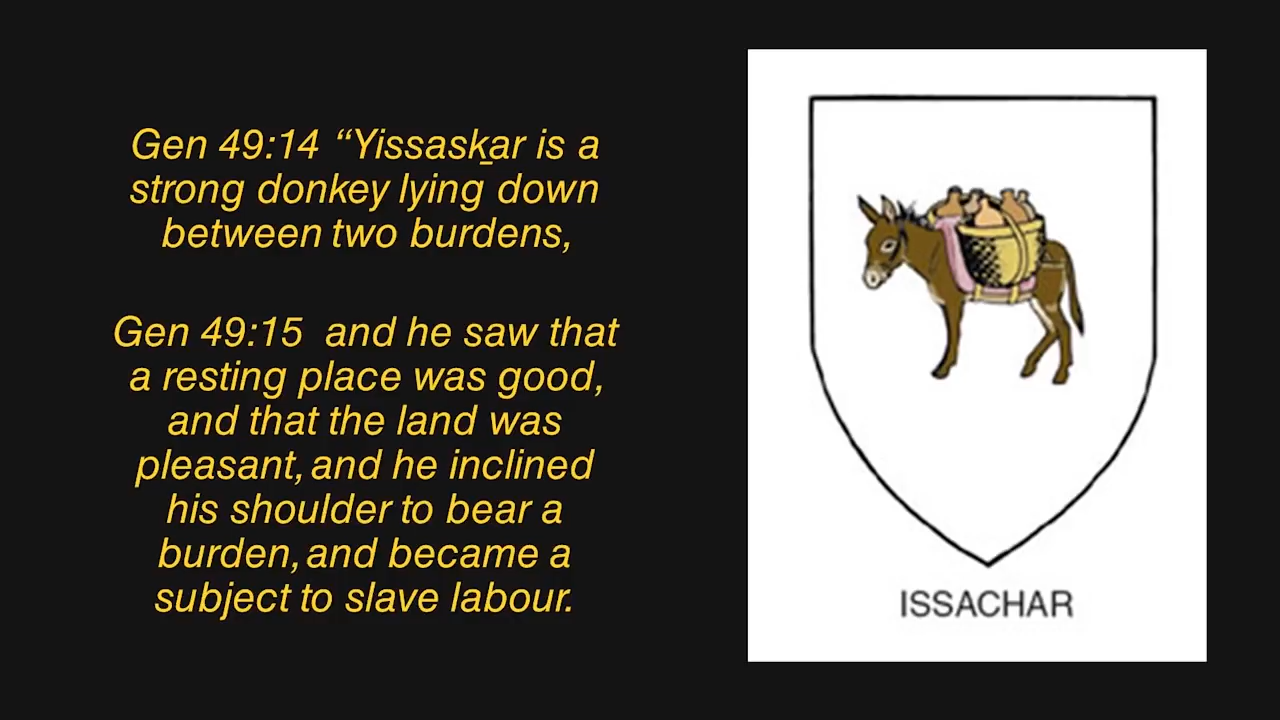 Gen 49:14 “Yissasḵar is a
strong donkey lying down
between two burdens,
Gen 49:15 and he saw that
a resting place was good,
and that the land was
pleasant, and he inclined
his shoulder to bear a
burden, and became a
subject to slave labour.
ISSACHAR